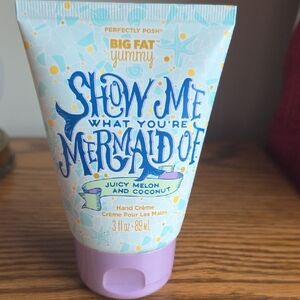 PERFECTLY POSH®
BIG FAT™
yummy
SHOW ME
WHAT YOU'RE
MERMAID OF
JUICY MELON
AND COCONUT
Hand Crème
Crème Pour Les Mains
3 fl oz • 89 mL